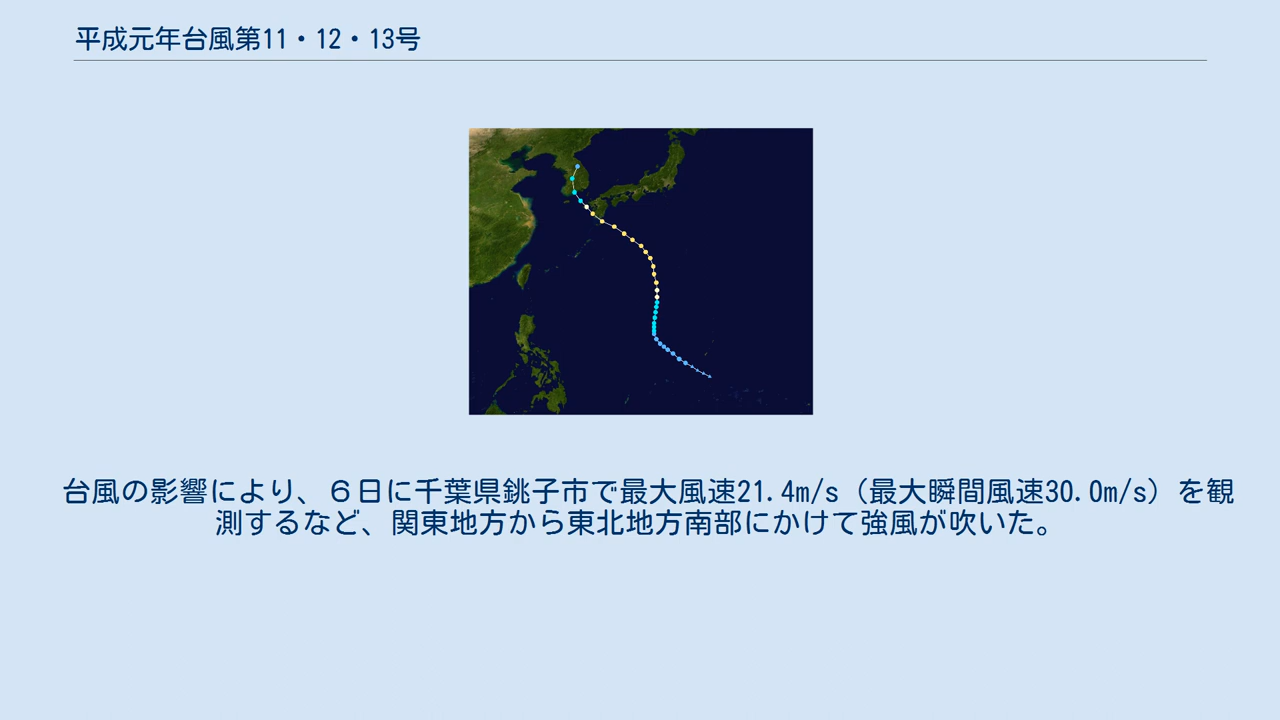 平成元年台風第11・12・13号
台風の影響により、６日に千葉県銚子市で最大風速21.4m/s（最大瞬間風速30.0m/s）を観
測するなど、関東地方から東北地方南部にかけて強風が吹いた。